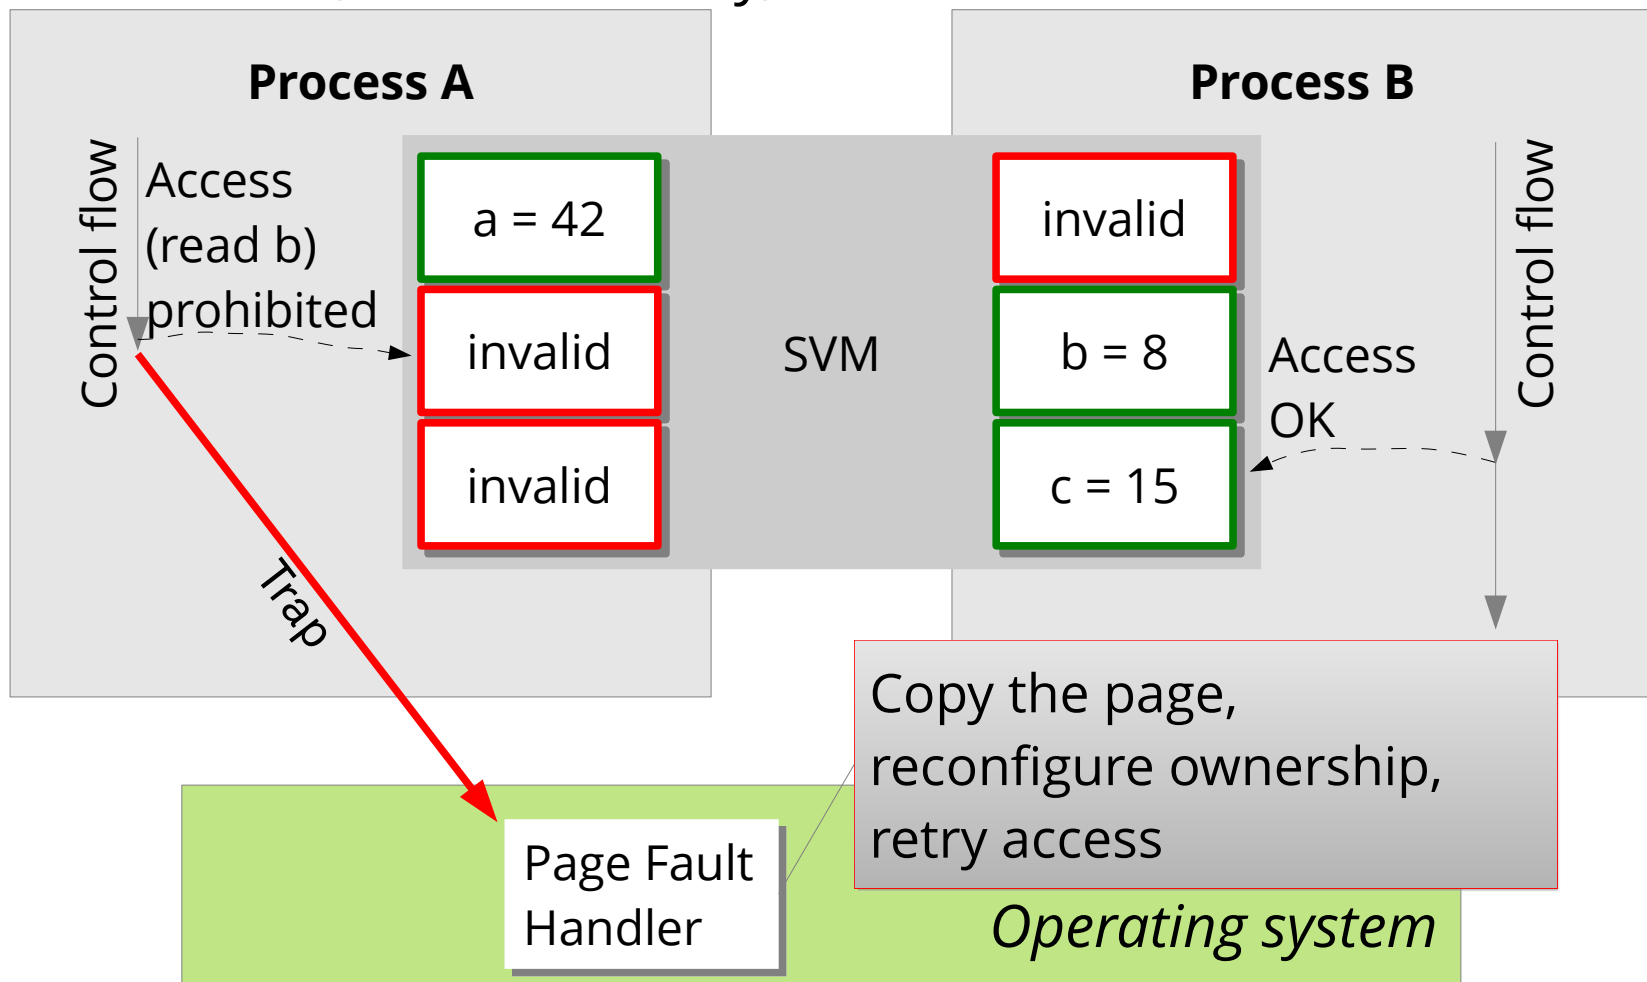 Process A
Process B
Control flow
Access
(read b)
prohibited
a = 42
invalid
invalid
SVM
invalid
b = 8
c = 15
Access
OK
Control flow
Trap
Copy the page,
reconfigure ownership,
retry access
Page Fault
Handler
Operating system